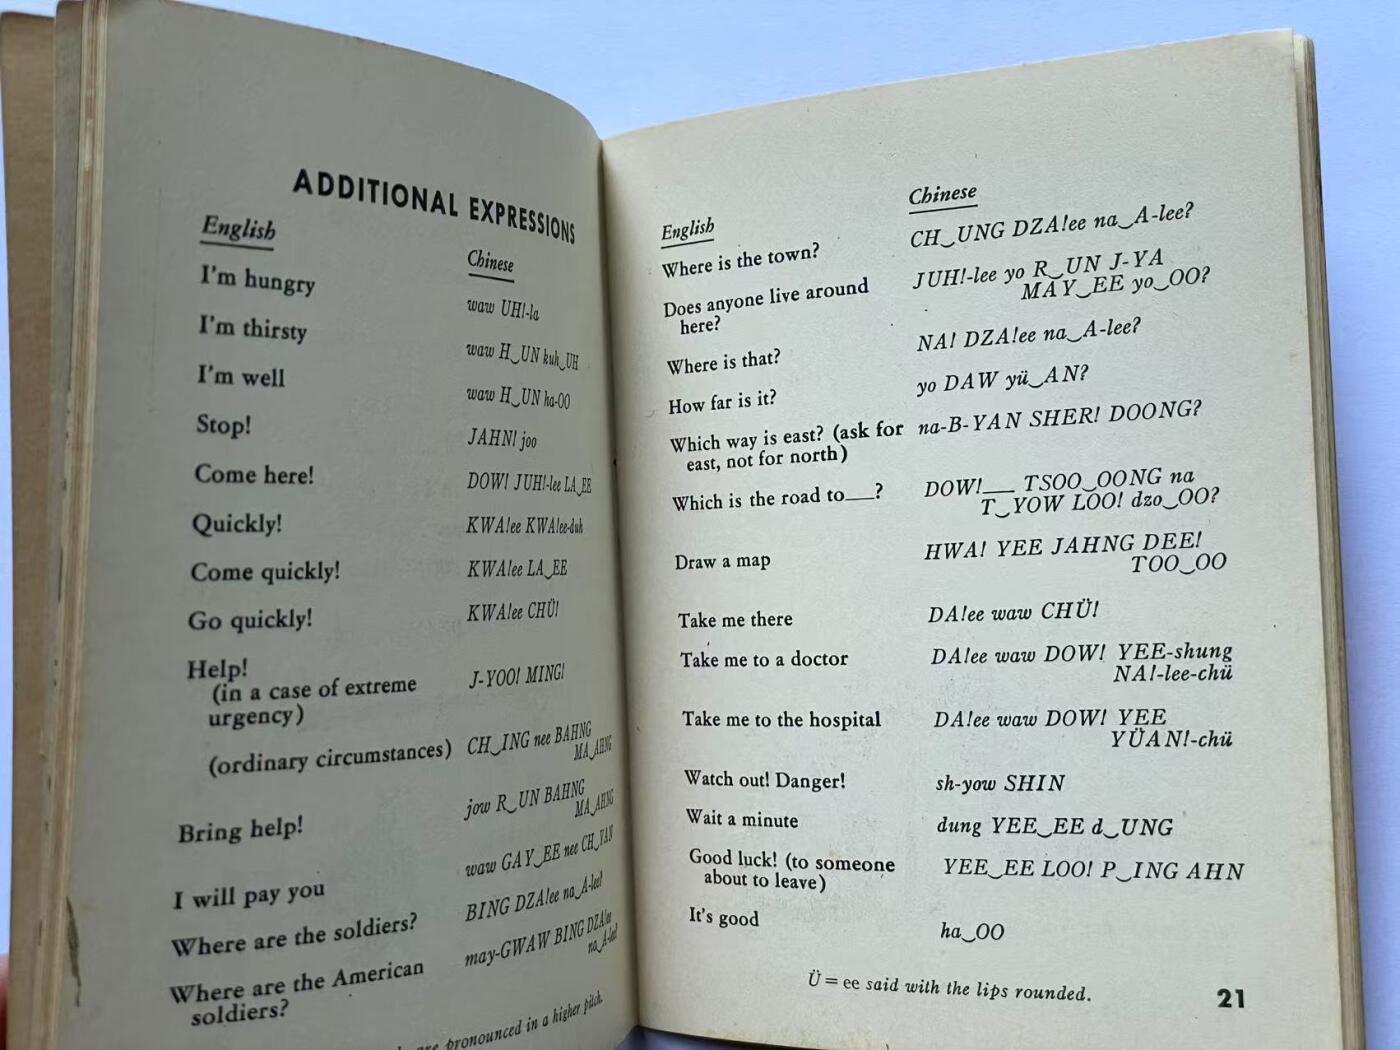 ADDITIONAL EXPRESSIONS
English Chinese
I'm hungry waw UH!-la
I'm thirsty waw H‿UN kuh‿UH
I'm well waw H‿UN ha-OO
Stop! JAHN! joo
Come here! DOW! JUH!-lee LA‿EE
Quickly! KWA!ee KWA!ee-duh
Come quickly! KWA!ee LA‿EE
Go quickly! KWA!ee CHÜ!
Help!
(in a case of extreme J-YOO! MING!
urgency)
(ordinary circumstances) CH‿ING nee BAHNG
MA‿AHNG
Bring help! jow R‿UN BAHNG
MA‿AHNG
I will pay you waw GAY‿EE nee CH‿YAN
Where are the soldiers? BING DZA!ee na‿A-lee?
Where are the American may-GWAW BING DZA!ee
soldiers? na‿A-lee?
are pronounced in a higher pitch.
English Chinese
Where is the town? CH‿UNG DZA!ee na‿A-lee?
Does anyone live around JUH!-lee yo R‿UN J-YA
here? MAY‿EE yo‿OO?
Where is that? NA! DZA!ee na‿A-lee?
How far is it? yo DAW yü‿AN?
Which way is east? (ask for na-B-YAN SHER! DOONG?
east, not for north)
Which is the road to___? DOW!___ TSOO‿OONG na
T‿YOW LOO! dzo‿OO?
Draw a map HWA! YEE JAHNG DEE!
TOO‿OO
Take me there DA!ee waw CHÜ!
Take me to a doctor DA!ee waw DOW! YEE-shung
NA!-lee-chü
Take me to the hospital DA!ee waw DOW! YEE
YÜAN!-chü
Watch out! Danger! sh-yow SHIN
Wait a minute dung YEE‿EE d‿UNG
Good luck! (to someone YEE‿EE LOO! P‿ING AHN
about to leave)
It's good ha‿OO
Ü = ee said with the lips rounded.
21